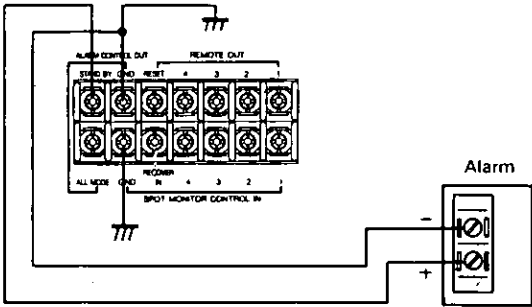 ALARM CONTROL OUT REMOTE OUT
STAND BY GND RESET 4 3 2 1
ALL MODE GND RECOVER IN 4 3 2 1
SPOT MONITOR CONTROL IN
Alarm
−
+